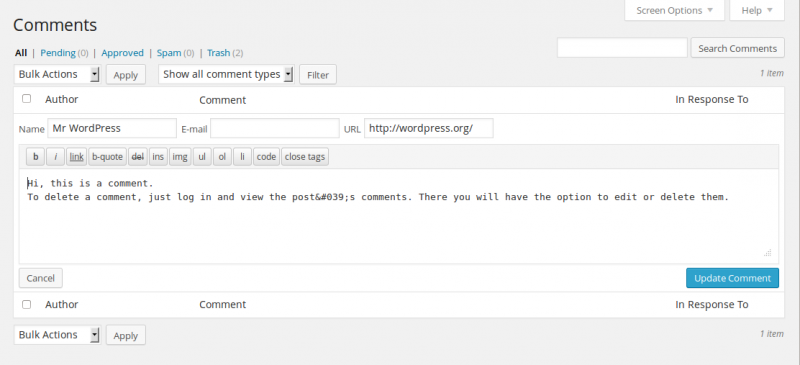 Screen Options ▼ Help ▼
Comments
All | Pending (0) | Approved | Spam (0) | Trash (2)
Search Comments
Bulk Actions Apply Show all comment types Filter 1 item
Author Comment In Response To
Name Mr WordPress E-mail URL http://wordpress.org/
b i link b-quote del ins img ul ol li code close tags
Hi, this is a comment.
To delete a comment, just log in and view the post&#039;s comments. There you will have the option to edit or delete them.
Cancel Update Comment
Author Comment In Response To
Bulk Actions Apply 1 item